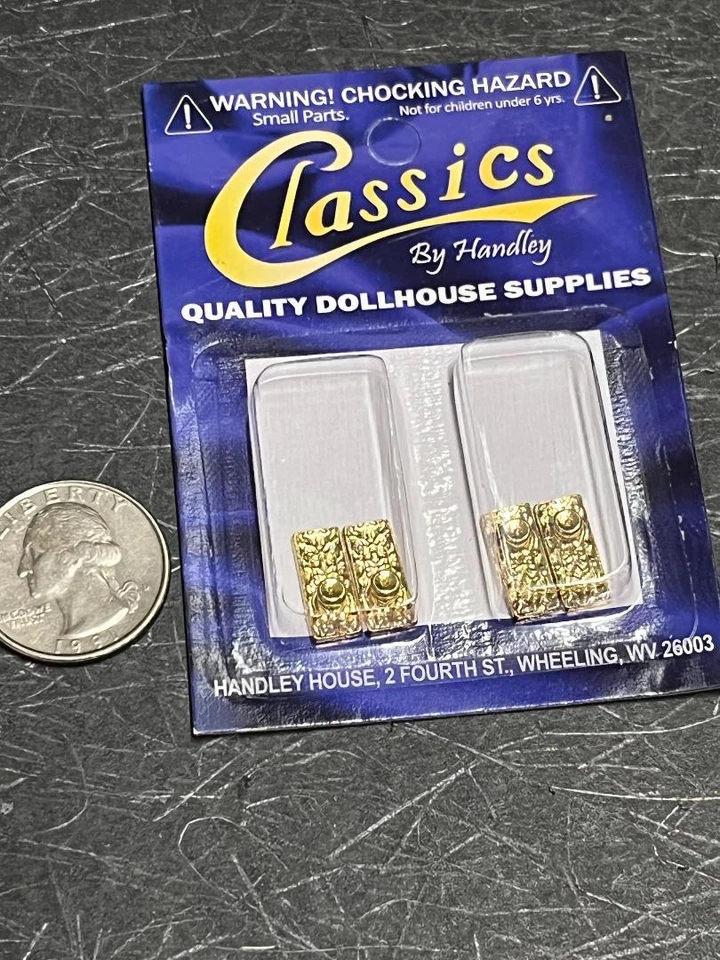 WARNING! CHOCKING HAZARD
Small Parts. Not for children under 6 yrs.
Classics
By Handley
QUALITY DOLLHOUSE SUPPLIES
HANDLEY HOUSE, 2 FOURTH ST., WHEELING, WV 26003
LIBERTY